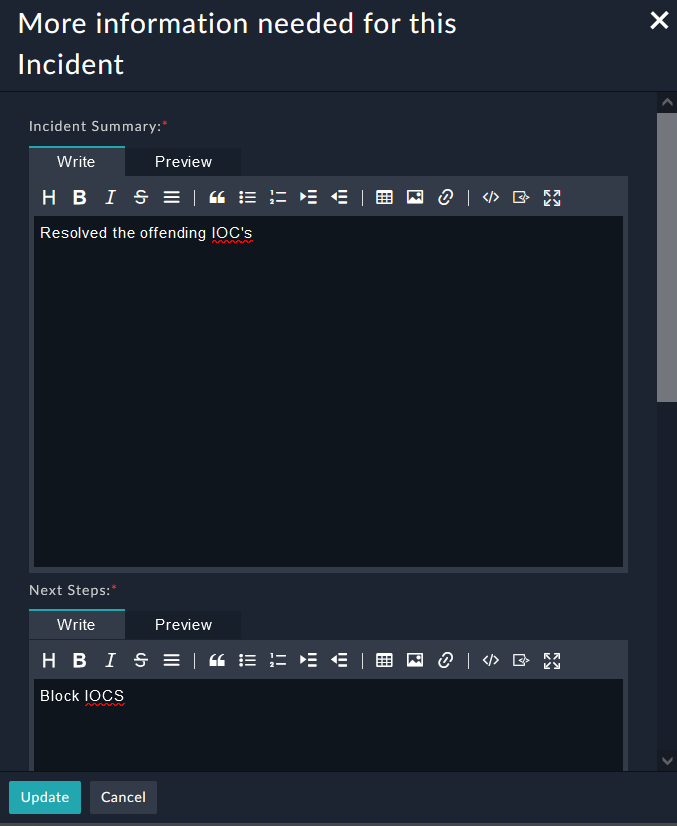 More information needed for this
Incident
Incident Summary:*
Write Preview
Resolved the offending IOC's
Next Steps:*
Write Preview
Block IOCS
Update Cancel